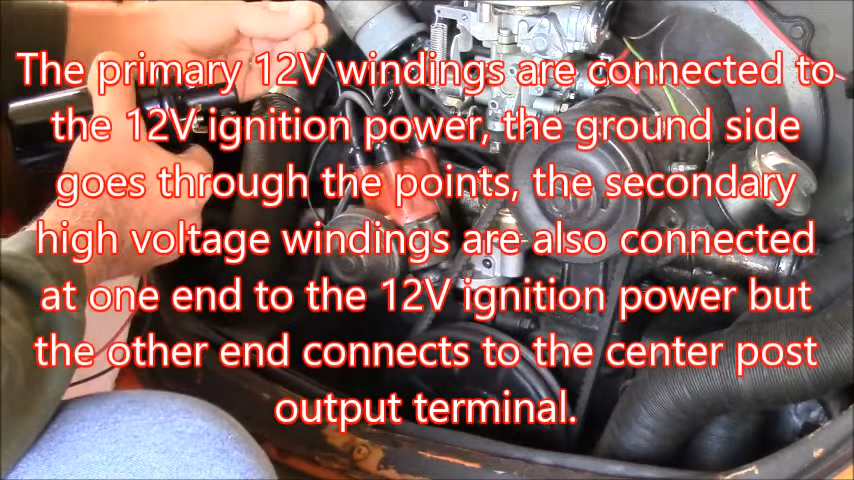 The primary 12V windings are connected to
the 12V ignition power, the ground side
goes through the points, the secondary
high voltage windings are also connected
at one end to the 12V ignition power but
the other end connects to the center post
output terminal.